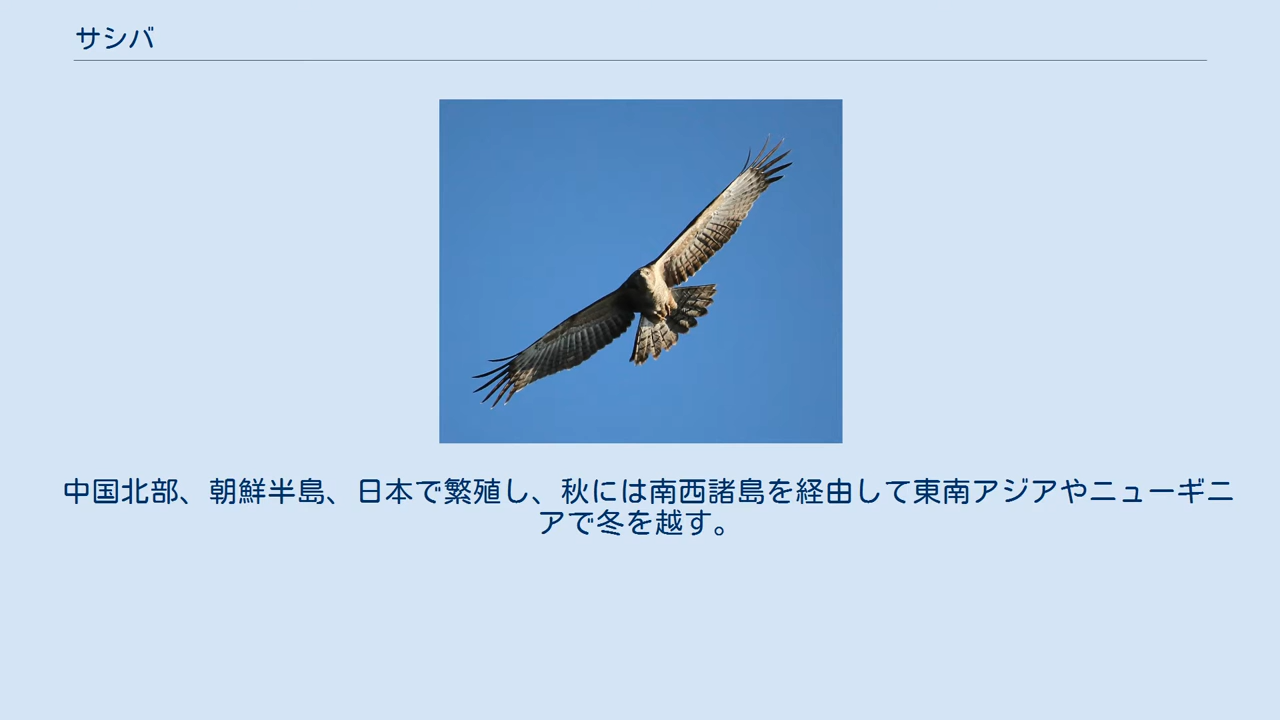 サシバ
中国北部、朝鮮半島、日本で繁殖し、秋には南西諸島を経由して東南アジアやニューギニ
アで冬を越す。